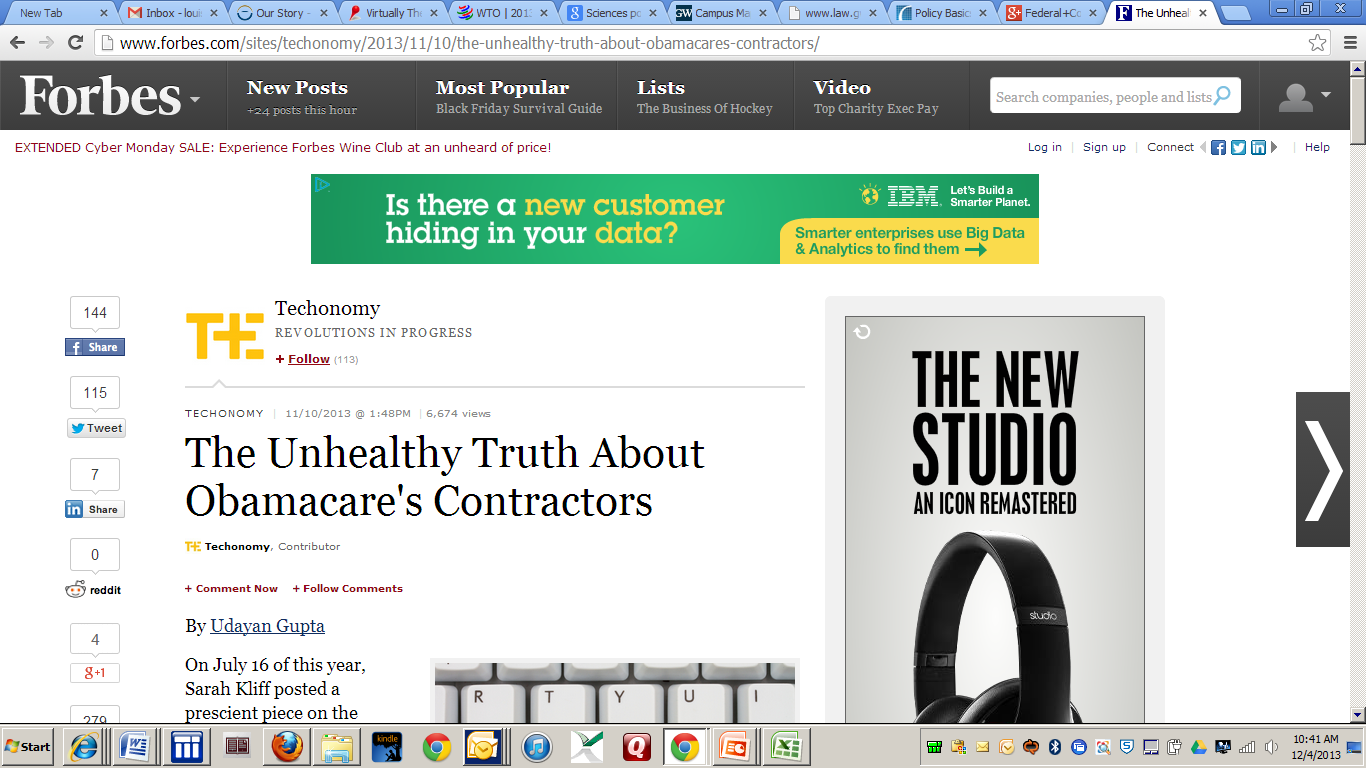 New Tab
Inbox - loui
Our Story -
Virtually The
WTO | 2013
Sciences po
Campus Ma
www.law.g
Policy Basic
Federal+Co
The Unheal
www.forbes.com/sites/techonomy/2013/11/10/the-unhealthy-truth-about-obamacares-contractors/
Forbes
New Posts
+24 posts this hour
Most Popular
Black Friday Survival Guide
Lists
The Business Of Hockey
Video
Top Charity Exec Pay
Search companies, people and lists
EXTENDED Cyber Monday SALE: Experience Forbes Wine Club at an unheard of price!
Log in | Sign up | Connect | Help
Is there a new customer
hiding in your data?
IBM.
Let's Build a
Smarter Planet.
Smarter enterprises use Big Data
& Analytics to find them
144
Share
115
Tweet
7
in Share
0
reddit
4
g+1
279
T+E
Techonomy
REVOLUTIONS IN PROGRESS
+ Follow (113)
TECHONOMY | 11/10/2013 @ 1:48PM | 6,674 views
The Unhealthy Truth About
Obamacare's Contractors
T+E Techonomy, Contributor
+ Comment Now + Follow Comments
By Udayan Gupta
On July 16 of this year,
Sarah Kliff posted a
prescient piece on the
R T Y U I
THE NEW
STUDIO
AN ICON REMASTERED
studio
Start
kindle
10:41 AM
12/4/2013